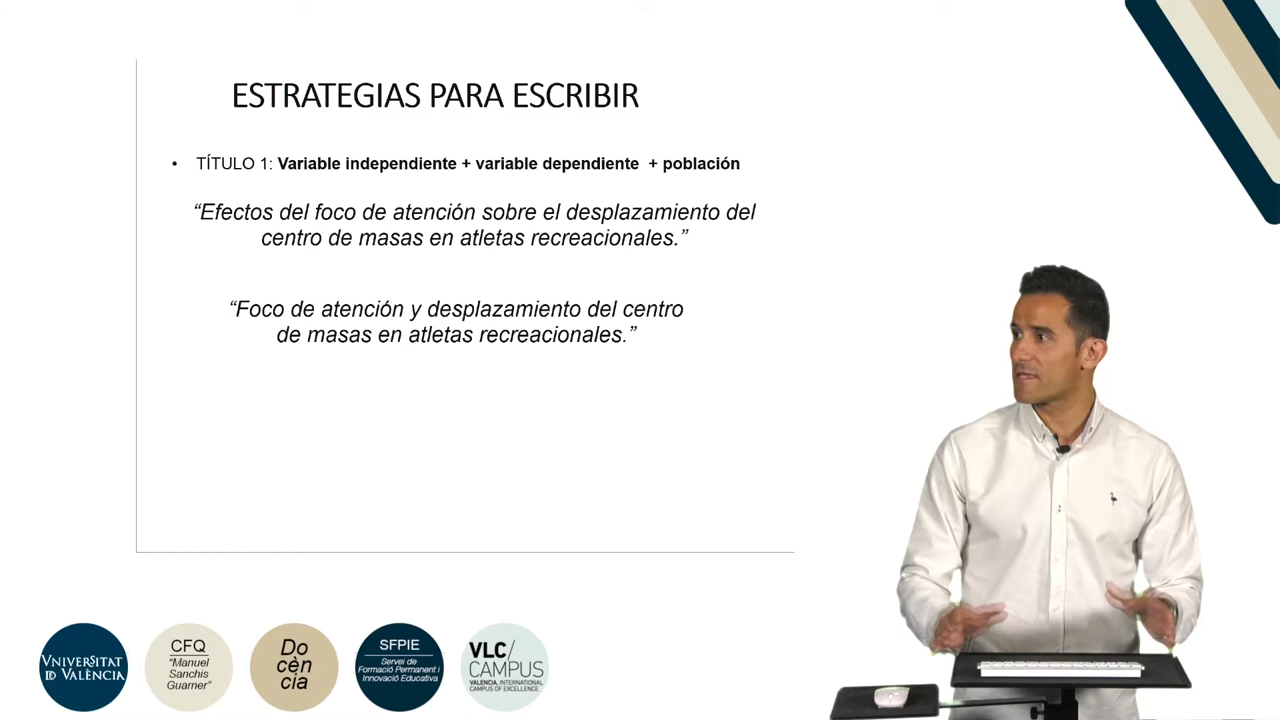 ESTRATEGIAS PARA ESCRIBIR
• TÍTULO 1: Variable independiente + variable dependiente + población
“Efectos del foco de atención sobre el desplazamiento del
centro de masas en atletas recreacionales.”
“Foco de atención y desplazamiento del centro
de masas en atletas recreacionales.”
VNIVERSITAT
ID VALÈNCIA
CFQ
“Manuel
Sanchis
Guarner”
Do
cèn
cia
SFPIE
Servei de
Formació Permanent i
Innovació Educativa
VLC/
CAMPUS
VALENCIA, INTERNATIONAL
CAMPUS OF EXCELLENCE